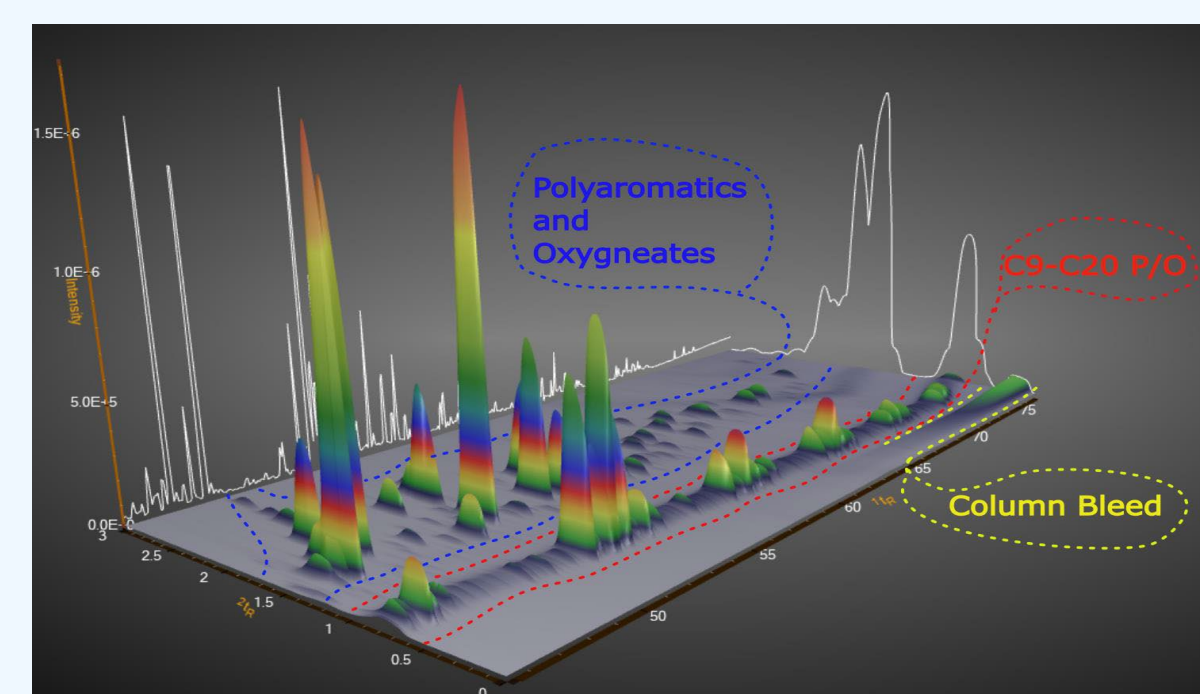 1.5E+6
1.0E+6
5.0E+5
0.0E+0
Intensity
Polyaromatics
and
Oxygneates
C9-C20 P/O
Column Bleed
3
2.5
2
1.5
1
0.5
0
2tR
50
55
60
65
70
75
1tR